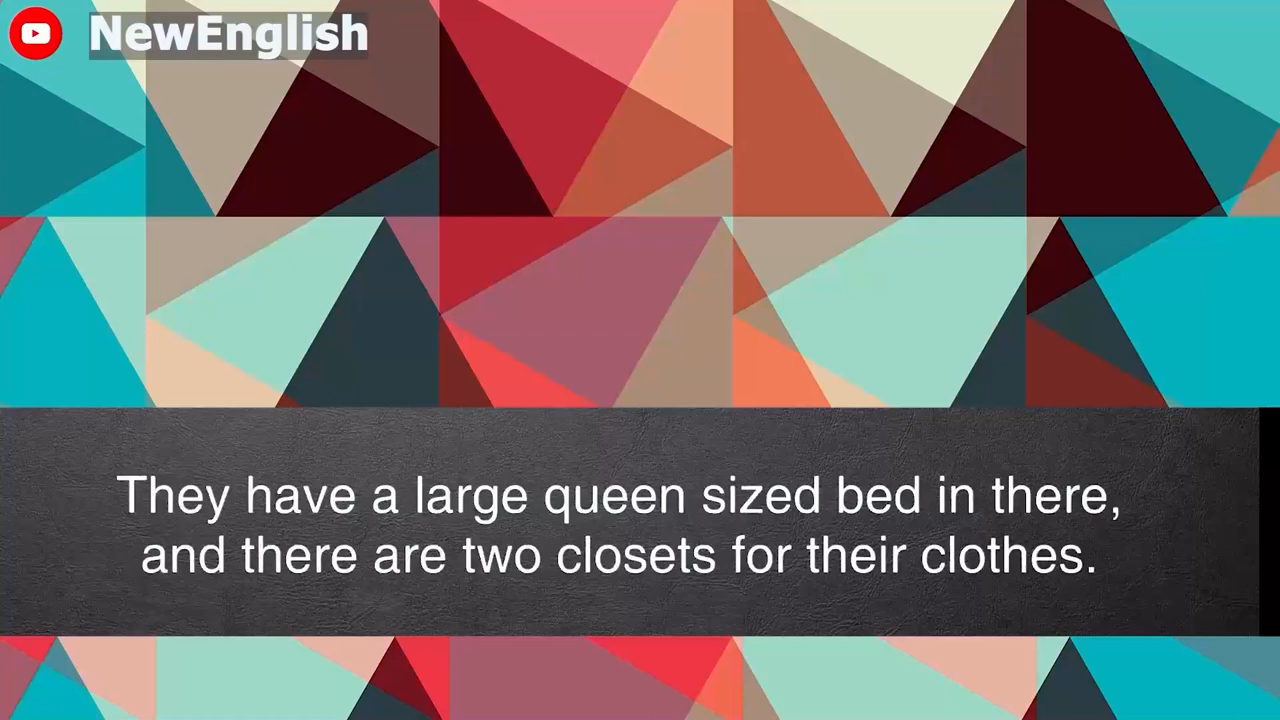 NewEnglish
They have a large queen sized bed in there,
and there are two closets for their clothes.